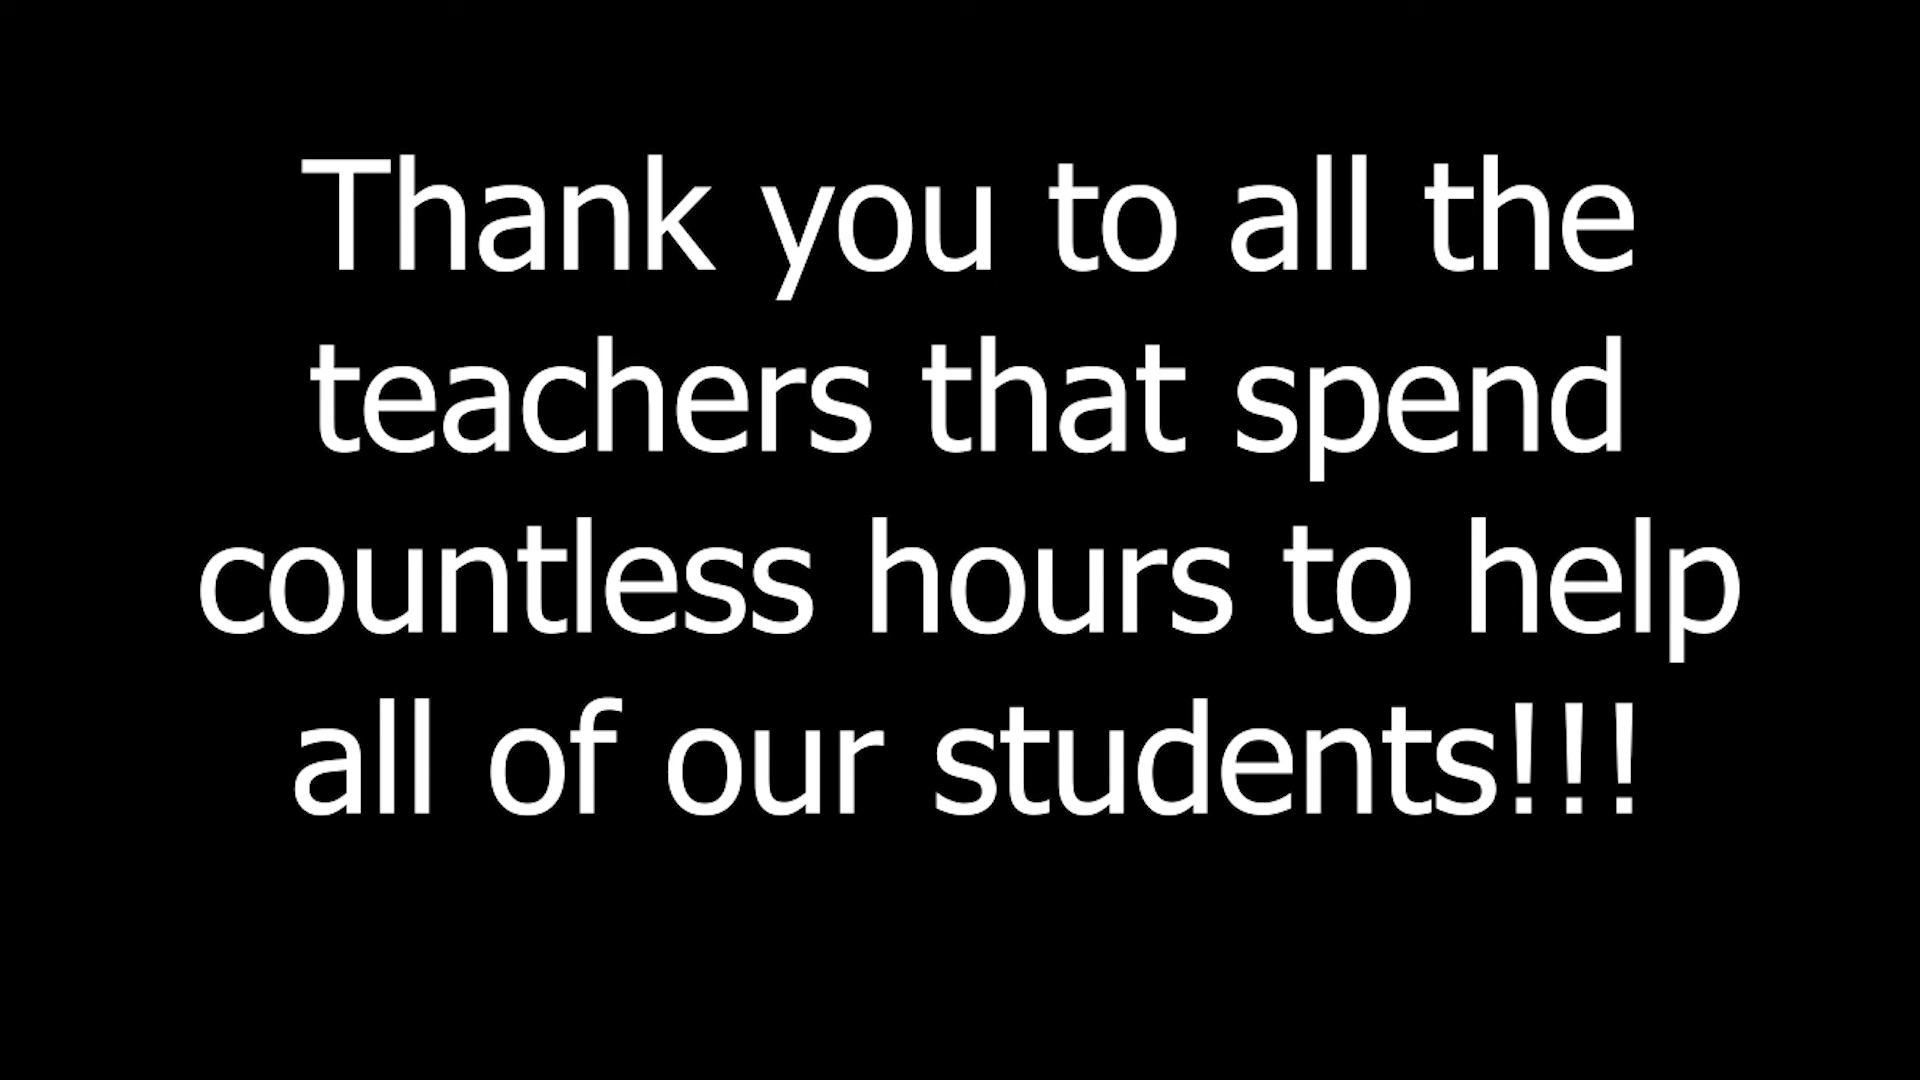 Thank you to all the
teachers that spend
countless hours to help
all of our students!!!